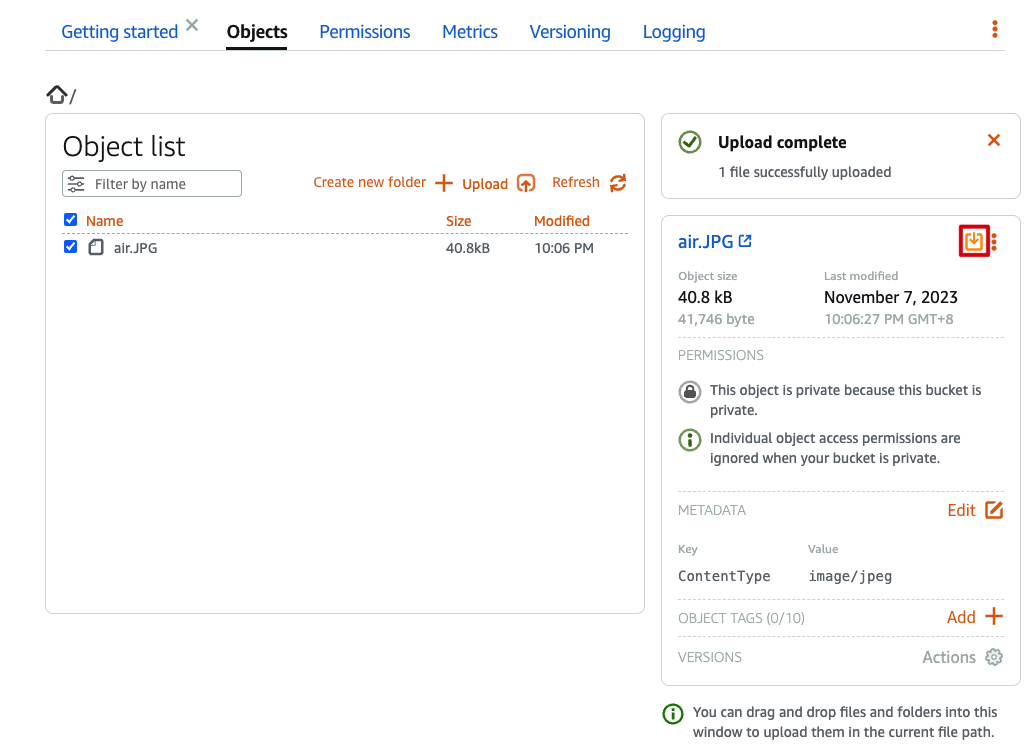 Getting started
Objects
Permissions
Metrics
Versioning
Logging
/
Object list
Filter by name
Create new folder
Upload
Refresh
Name Size Modified
air.JPG 40.8kB 10:06 PM
Upload complete
1 file successfully uploaded
air.JPG
Object size Last modified
40.8 kB November 7, 2023
41,746 byte 10:06:27 PM GMT+8
PERMISSIONS
This object is private because this bucket is
private.
Individual object access permissions are
ignored when your bucket is private.
METADATA Edit
Key Value
ContentType image/jpeg
OBJECT TAGS (0/10) Add
VERSIONS Actions
You can drag and drop files and folders into this
window to upload them in the current file path.